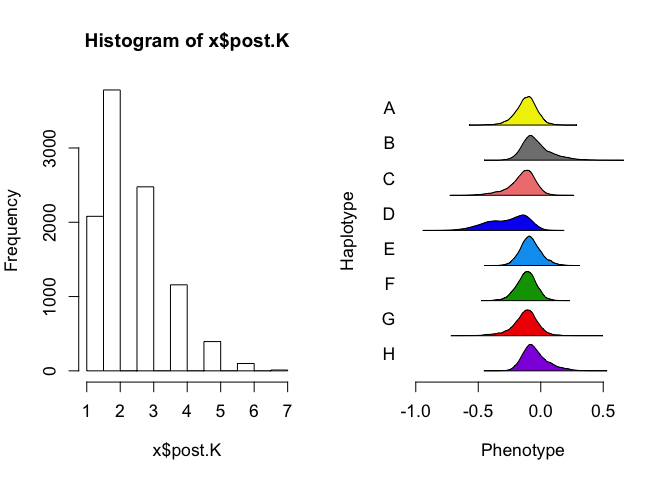 Histogram of x$post.K
Frequency
0
1000
2000
3000
1 2 3 4 5 6 7
x$post.K
Haplotype
A
B
C
D
E
F
G
H
-1.0 -0.5 0.0 0.5
Phenotype